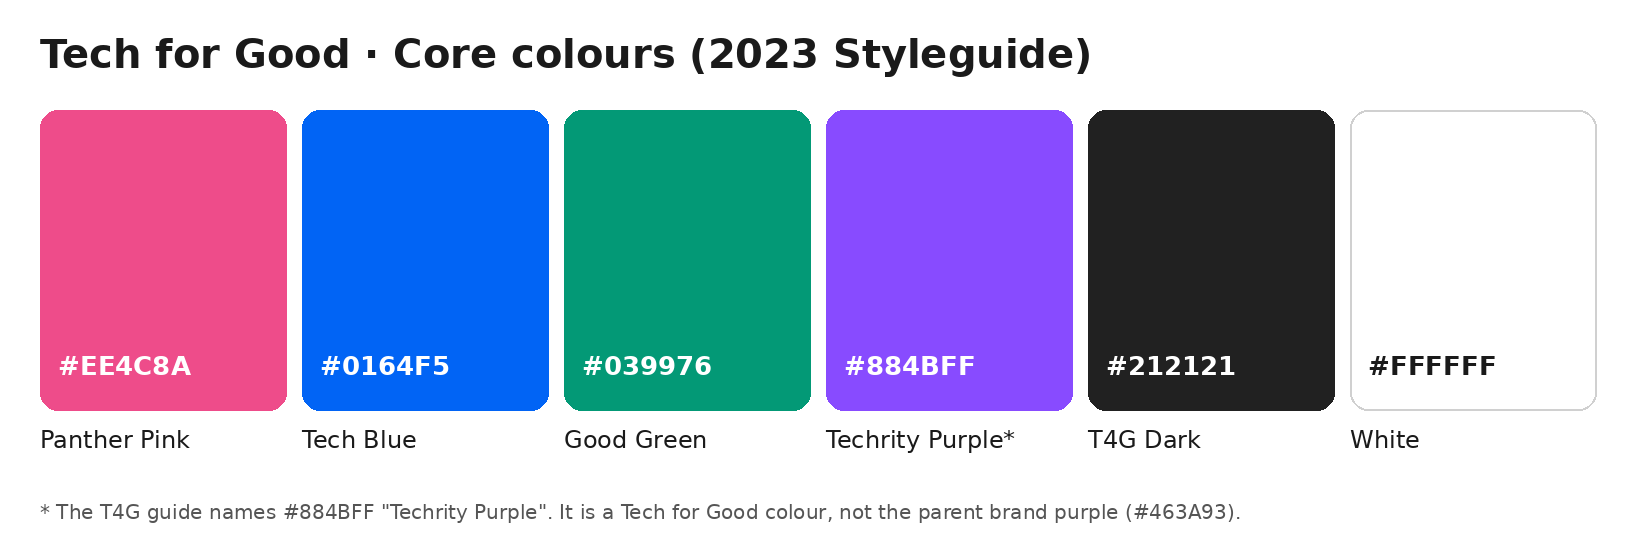 Tech for Good · Core colours (2023 Styleguide)
#EE4C8A
#0164F5
#039976
#884BFF
#212121
#FFFFFF
Panther Pink
Tech Blue
Good Green
Techrity Purple*
T4G Dark
White
* The T4G guide names #884BFF "Techrity Purple". It is a Tech for Good colour, not the parent brand purple (#463A93).